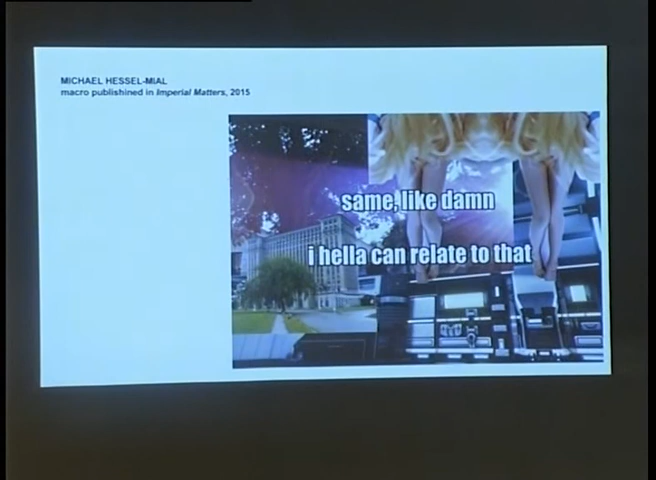 MICHAEL HESSEL-MIAL
macro publishined in Imperial Matters, 2015
same, like damn
i hella can relate to that